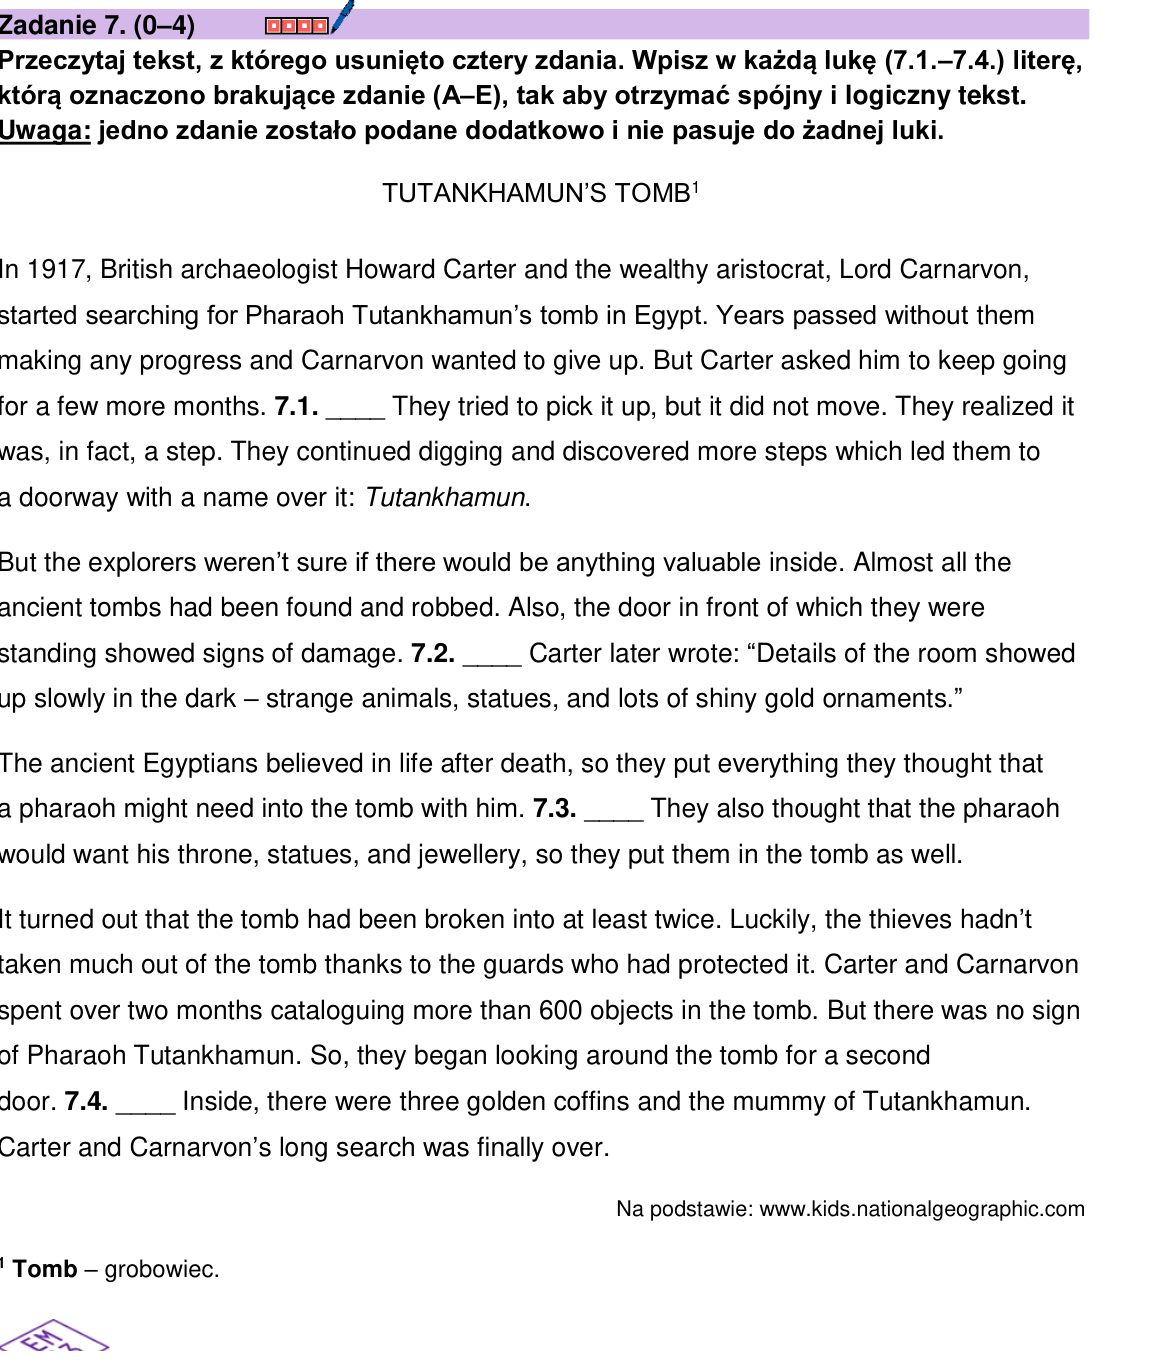 Zadanie 7. (0–4)
Przeczytaj tekst, z którego usunięto cztery zdania. Wpisz w każdą lukę (7.1.–7.4.) literę,
którą oznaczono brakujące zdanie (A–E), tak aby otrzymać spójny i logiczny tekst.
Uwaga: jedno zdanie zostało podane dodatkowo i nie pasuje do żadnej luki.
TUTANKHAMUN’S TOMB¹
In 1917, British archaeologist Howard Carter and the wealthy aristocrat, Lord Carnarvon,
started searching for Pharaoh Tutankhamun’s tomb in Egypt. Years passed without them
making any progress and Carnarvon wanted to give up. But Carter asked him to keep going
for a few more months. 7.1. ____ They tried to pick it up, but it did not move. They realized it
was, in fact, a step. They continued digging and discovered more steps which led them to
a doorway with a name over it: Tutankhamun.
But the explorers weren’t sure if there would be anything valuable inside. Almost all the
ancient tombs had been found and robbed. Also, the door in front of which they were
standing showed signs of damage. 7.2. ____ Carter later wrote: “Details of the room showed
up slowly in the dark – strange animals, statues, and lots of shiny gold ornaments.”
The ancient Egyptians believed in life after death, so they put everything they thought that
a pharaoh might need into the tomb with him. 7.3. ____ They also thought that the pharaoh
would want his throne, statues, and jewellery, so they put them in the tomb as well.
It turned out that the tomb had been broken into at least twice. Luckily, the thieves hadn’t
taken much out of the tomb thanks to the guards who had protected it. Carter and Carnarvon
spent over two months cataloguing more than 600 objects in the tomb. But there was no sign
of Pharaoh Tutankhamun. So, they began looking around the tomb for a second
door. 7.4. ____ Inside, there were three golden coffins and the mummy of Tutankhamun.
Carter and Carnarvon’s long search was finally over.
Na podstawie: www.kids.nationalgeographic.com
¹ Tomb – grobowiec.